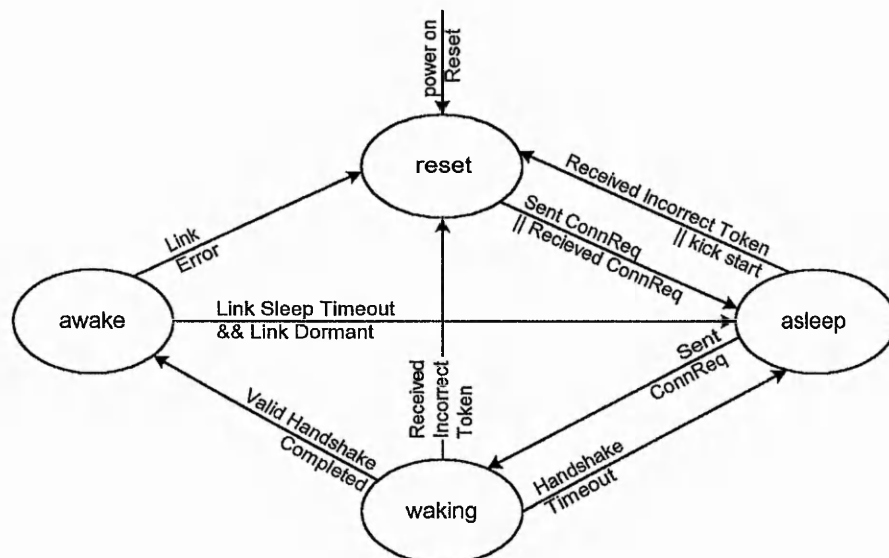 power on
Reset
reset
Received Incorrect Token
|| kick start
Sent ConnReq
|| Recieved ConnReq
Link
Error
awake
Link Sleep Timeout
&& Link Dormant
asleep
Sent
ConnReq
Received
Incorrect
Token
Valid Handshake
Completed
Handshake
Timeout
waking